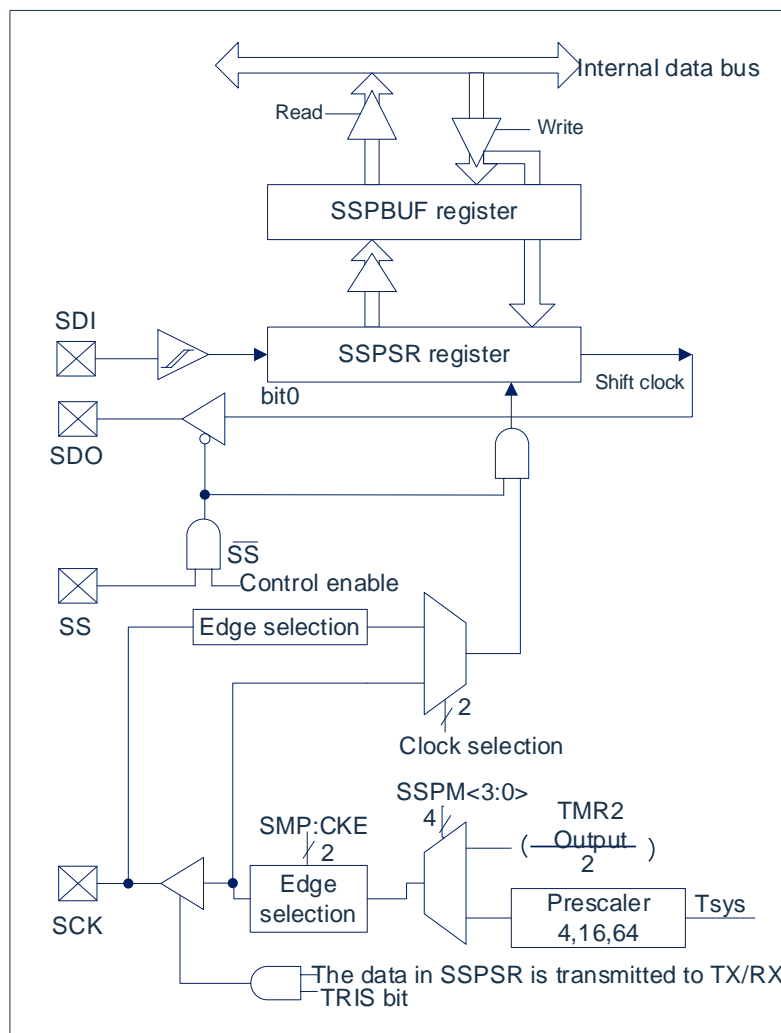 Internal data bus
Read
Write
SSPBUF register
SDI
SSPSR register
bit0
Shift clock
SDO
SS
Control enable
SS
Edge selection
2
Clock selection
SSPM<3:0>
4
TMR2
Output
2
( )
SMP:CKE
2
Edge
selection
Prescaler
4,16,64
Tsys
SCK
The data in SSPSR is transmitted to TX/RX
TRIS bit